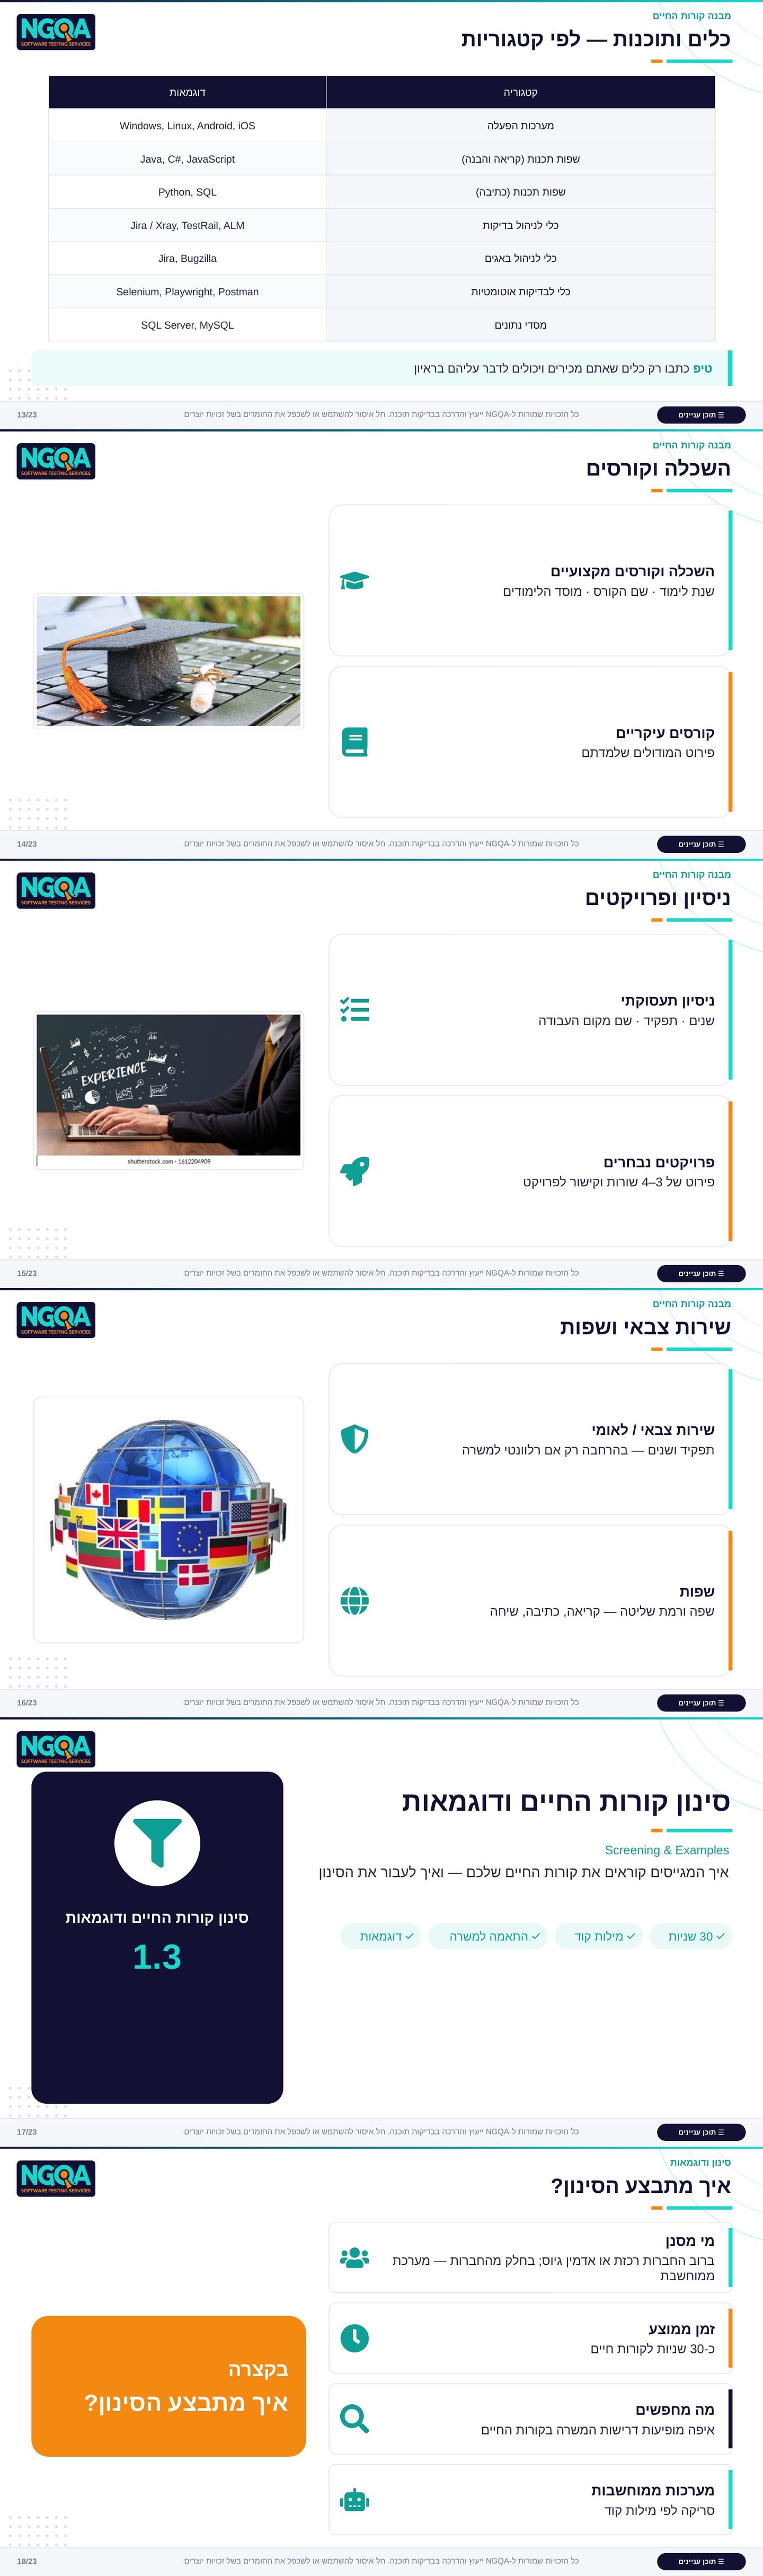 NGQA
SOFTWARE TESTING SERVICES
מבנה קורות החיים
כלים ותוכנות — לפי קטגוריות
קטגוריה	דוגמאות
מערכות הפעלה	Windows, Linux, Android, iOS
שפות תכנות (קריאה והבנה)	Java, C#, JavaScript
שפות תכנות (כתיבה)	Python, SQL
כלי לניהול בדיקות	Jira / Xray, TestRail, ALM
כלי לניהול באגים	Jira, Bugzilla
כלי לבדיקות אוטומטיות	Selenium, Playwright, Postman
מסדי נתונים	SQL Server, MySQL
טיפ כתבו רק כלים שאתם מכירים ויכולים לדבר עליהם בראיון
☰ תוכן עניינים
כל הזכויות שמורות ל-NGQA ייעוץ והדרכה בבדיקות תוכנה. חל איסור להשתמש או לשכפל את החומרים בשל זכויות יוצרים
13/23
NGQA
SOFTWARE TESTING SERVICES
מבנה קורות החיים
השכלה וקורסים
השכלה וקורסים מקצועיים
שנת לימוד · שם הקורס · מוסד הלימודים
קורסים עיקריים
פירוט המודולים שלמדתם
☰ תוכן עניינים
כל הזכויות שמורות ל-NGQA ייעוץ והדרכה בבדיקות תוכנה. חל איסור להשתמש או לשכפל את החומרים בשל זכויות יוצרים
14/23
NGQA
SOFTWARE TESTING SERVICES
מבנה קורות החיים
ניסיון ופרויקטים
ניסיון תעסוקתי
שנים · תפקיד · שם מקום העבודה
פרויקטים נבחרים
פירוט של 3–4 שורות וקישור לפרויקט
EXPERIENCE
shutterstock.com · 1612204909
☰ תוכן עניינים
כל הזכויות שמורות ל-NGQA ייעוץ והדרכה בבדיקות תוכנה. חל איסור להשתמש או לשכפל את החומרים בשל זכויות יוצרים
15/23
NGQA
SOFTWARE TESTING SERVICES
מבנה קורות החיים
שירות צבאי ושפות
שירות צבאי / לאומי
תפקיד ושנים — בהרחבה רק אם רלוונטי למשרה
שפות
שפה ורמת שליטה — קריאה, כתיבה, שיחה
☰ תוכן עניינים
כל הזכויות שמורות ל-NGQA ייעוץ והדרכה בבדיקות תוכנה. חל איסור להשתמש או לשכפל את החומרים בשל זכויות יוצרים
16/23
NGQA
SOFTWARE TESTING SERVICES
סינון קורות החיים ודוגמאות
Screening & Examples
איך המגייסים קוראים את קורות החיים שלכם — ואיך לעבור את הסינון
✓ 30 שניות
✓ מילות קוד
✓ התאמה למשרה
✓ דוגמאות
סינון קורות החיים ודוגמאות
1.3
☰ תוכן עניינים
כל הזכויות שמורות ל-NGQA ייעוץ והדרכה בבדיקות תוכנה. חל איסור להשתמש או לשכפל את החומרים בשל זכויות יוצרים
17/23
NGQA
SOFTWARE TESTING SERVICES
סינון ודוגמאות
איך מתבצע הסינון?
מי מסנן
ברוב החברות רכזת או אדמין גיוס; בחלק מהחברות — מערכת
ממוחשבת
זמן ממוצע
כ-30 שניות לקורות חיים
מה מחפשים
איפה מופיעות דרישות המשרה בקורות החיים
מערכות ממוחשבות
סריקה לפי מילות קוד
בקצרה
איך מתבצע הסינון?
☰ תוכן עניינים
כל הזכויות שמורות ל-NGQA ייעוץ והדרכה בבדיקות תוכנה. חל איסור להשתמש או לשכפל את החומרים בשל זכויות יוצרים
18/23